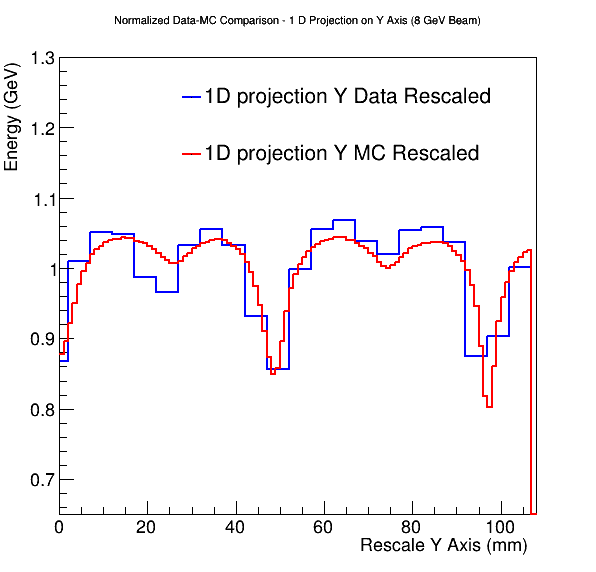 Normalized Data-MC Comparison - 1 D Projection on Y Axis (8 GeV Beam)
Energy (GeV)
1.3
1.2
1.1
1
0.9
0.8
0.7
1D projection Y Data Rescaled
1D projection Y MC Rescaled
0 20 40 60 80 100
Rescale Y Axis (mm)